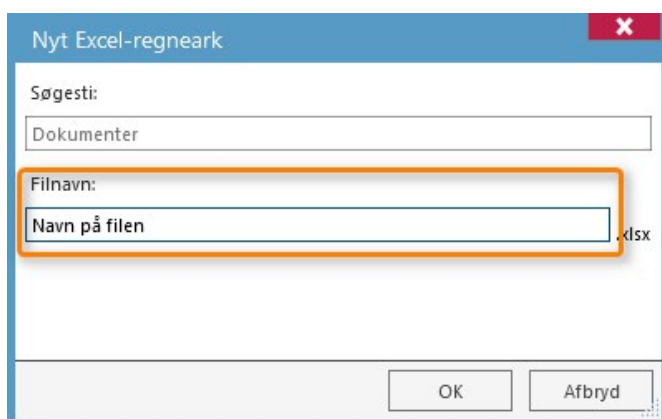 Nyt Excel-regneark
Søgesti:
Dokumenter
Filnavn:
Navn på filen
.xlsx
OK
Afbryd